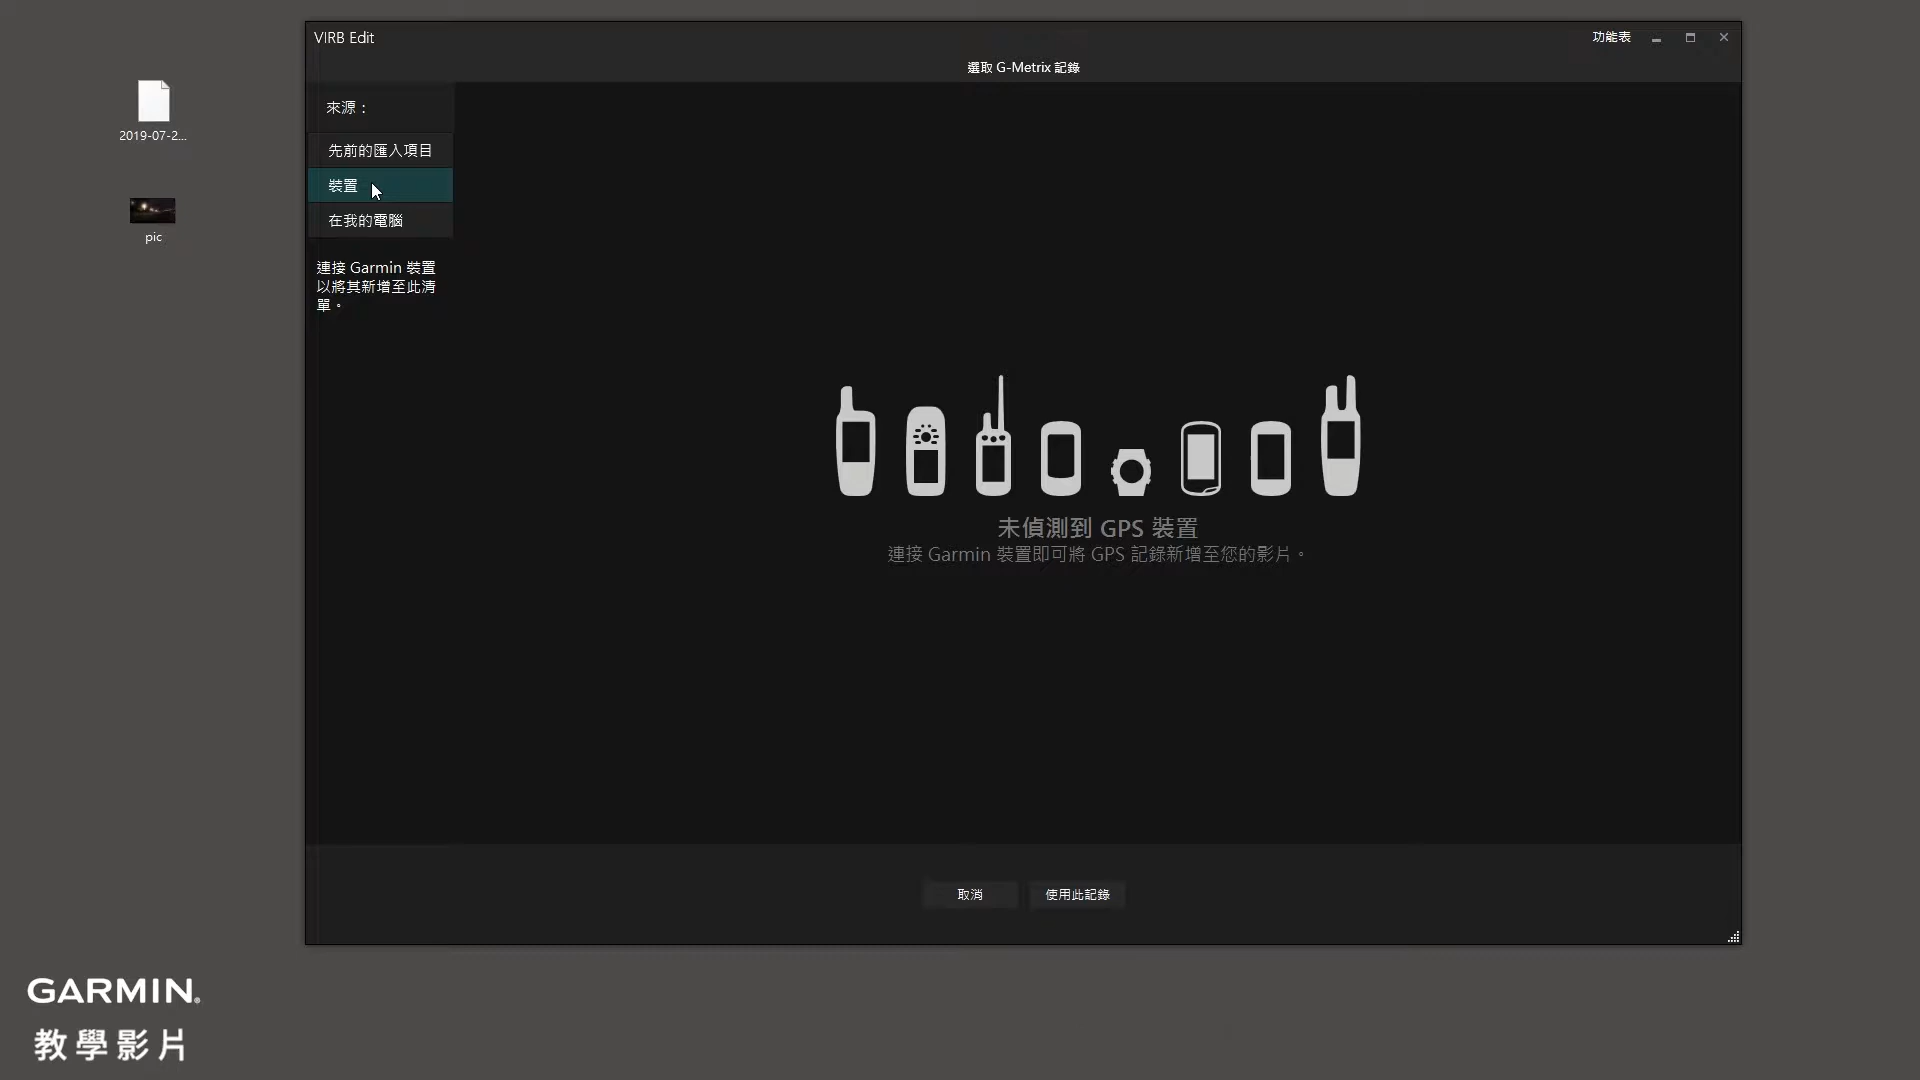 VIRB Edit
功能表
選取 G-Metrix 記錄
2019-07-2...
pic
來源：
先前的匯入項目
裝置
在我的電腦
連接 Garmin 裝置
以將其新增至此清
單。
未偵測到 GPS 裝置
連接 Garmin 裝置即可將 GPS 記錄新增至您的影片。
取消
使用此記錄
GARMIN®
教學影片